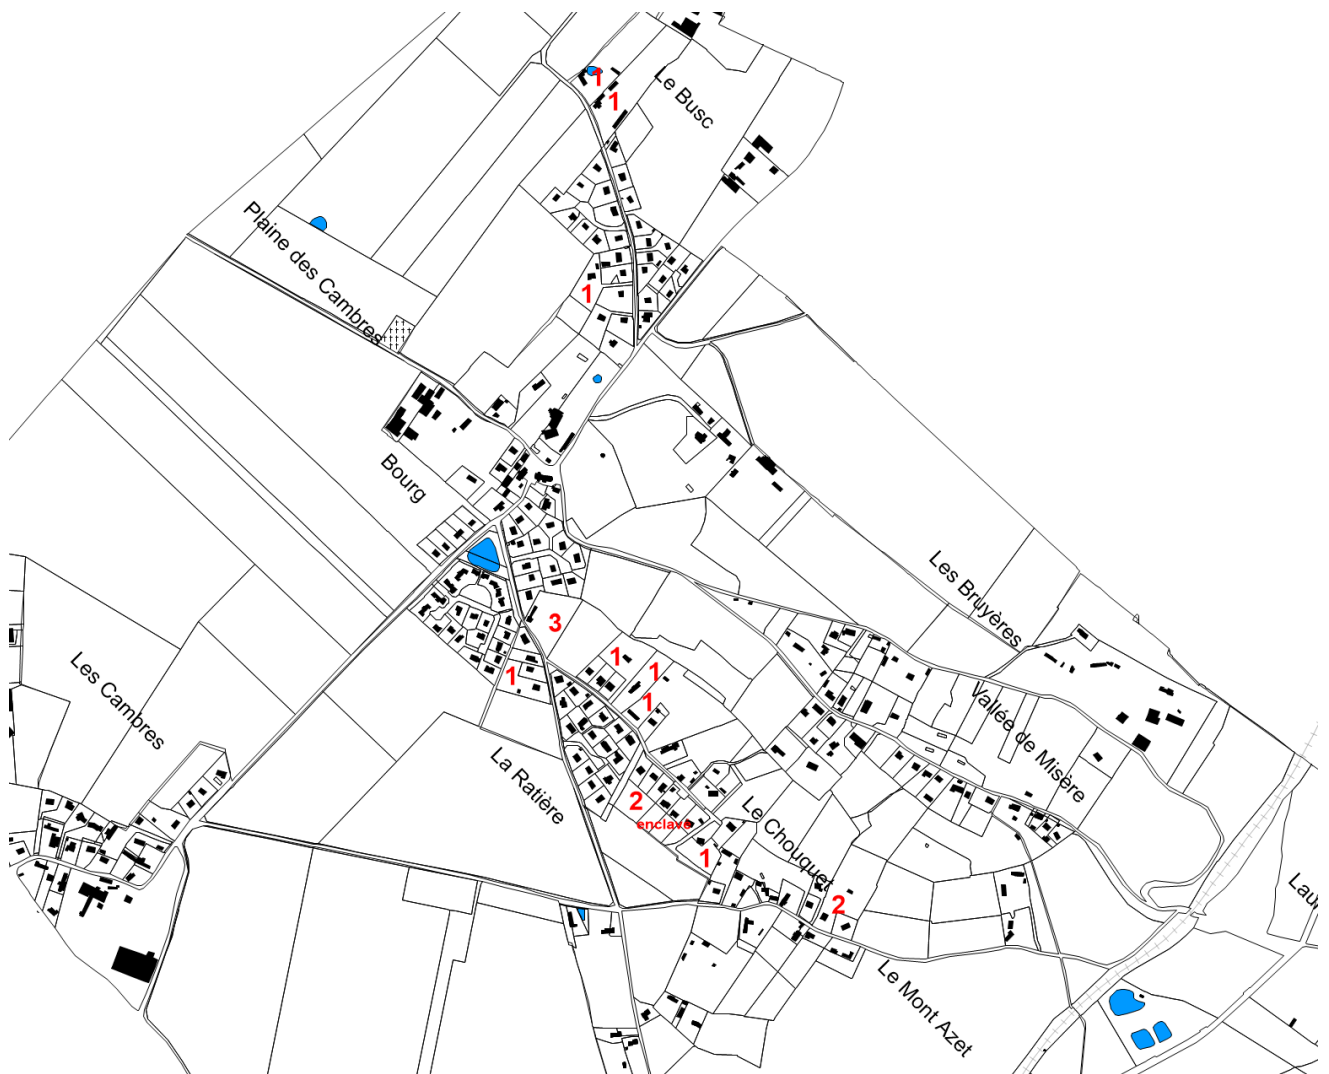 1
Le Busc
1
Plaine des Cambres
1
Bourg
Les Bruyères
3
1
1
1
1
Les Cambres
Vallée de Misère
La Ratière
2
enclave
Le Chouquet
1
2
Le Mont Azet